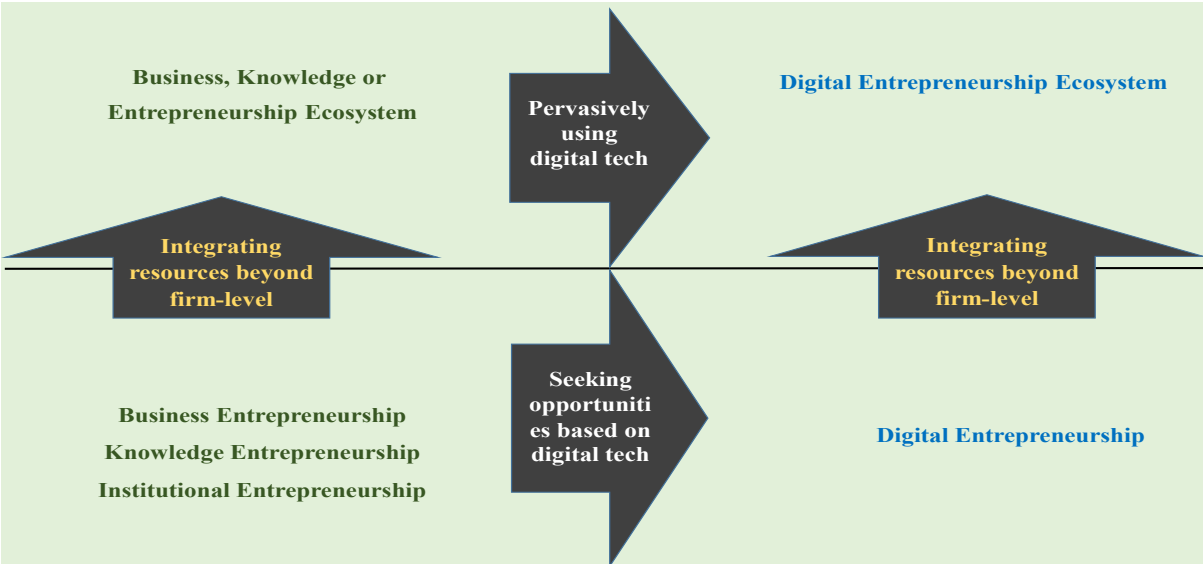 Business, Knowledge or
Entrepreneurship Ecosystem
Pervasively
using
digital tech
Digital Entrepreneurship Ecosystem
Integrating
resources beyond
firm-level
Integrating
resources beyond
firm-level
Business Entrepreneurship
Knowledge Entrepreneurship
Institutional Entrepreneurship
Seeking
opportuniti
es based on
digital tech
Digital Entrepreneurship